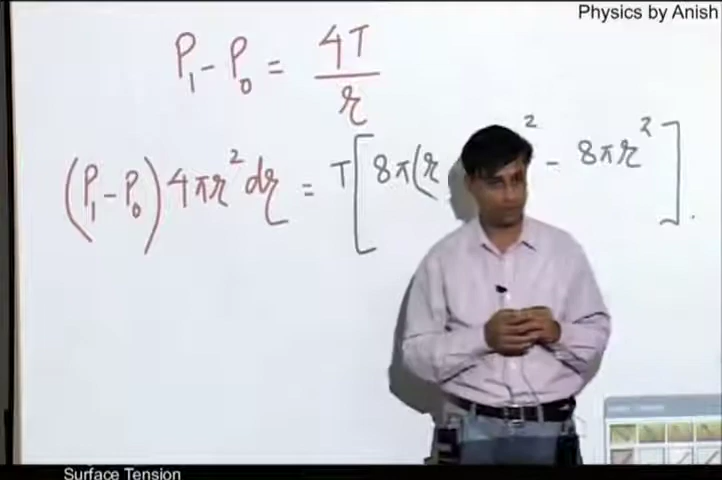 Physics by Anish
P₁ - P₀ = 4T/r
(P₁ - P₀) 4πr² dr = T[8π(r ² - 8πr²].
Surface Tension